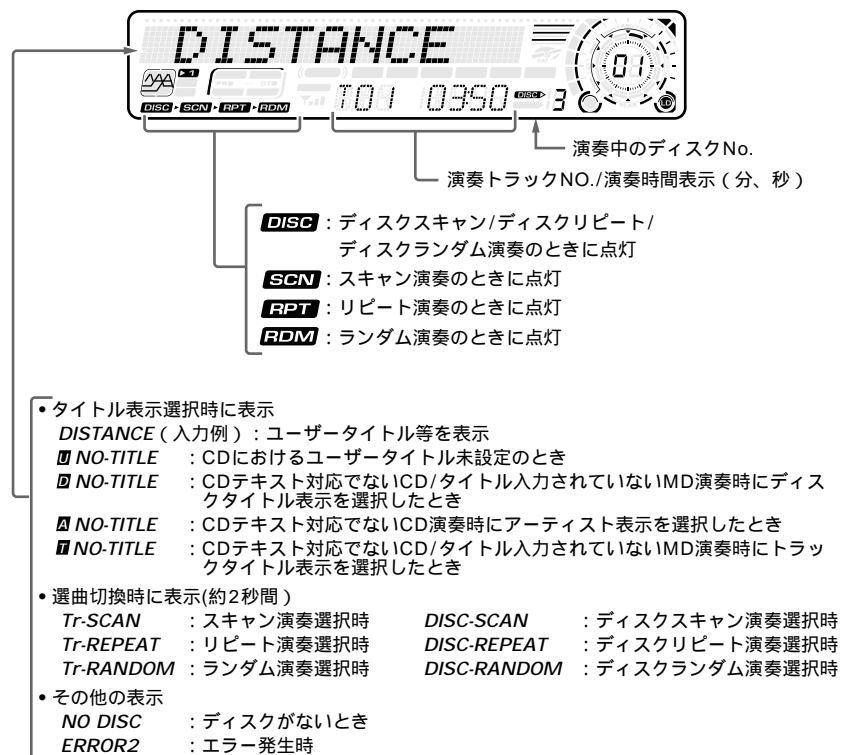 DISTANCE
01
DISC SCN RPT RDM
T01 03:50 DISC 3
演奏中のディスクNo.
演奏トラックNO./演奏時間表示(分、秒)
DISC:ディスクスキャン/ディスクリピート/
ディスクランダム演奏のときに点灯
SCN:スキャン演奏のときに点灯
RPT:リピート演奏のときに点灯
RDM:ランダム演奏のときに点灯
•タイトル表示選択時に表示
DISTANCE(入力例):ユーザータイトル等を表示
U NO-TITLE :CDにおけるユーザータイトル未設定のとき
D NO-TITLE :CDテキスト対応でないCD/タイトル入力されていないMD演奏時にディス
クタイトル表示を選択したとき
A NO-TITLE :CDテキスト対応でないCD演奏時にアーティスト表示を選択したとき
T NO-TITLE :CDテキスト対応でないCD/タイトル入力されていないMD演奏時にトラッ
クタイトル表示を選択したとき
•選曲切換時に表示(約2秒間)
Tr-SCAN :スキャン演奏選択時 DISC-SCAN :ディスクスキャン演奏選択時
Tr-REPEAT :リピート演奏選択時 DISC-REPEAT :ディスクリピート演奏選択時
Tr-RANDOM :ランダム演奏選択時 DISC-RANDOM :ディスクランダム演奏選択時
•その他の表示
NO DISC :ディスクがないとき
ERROR2 :エラー発生時